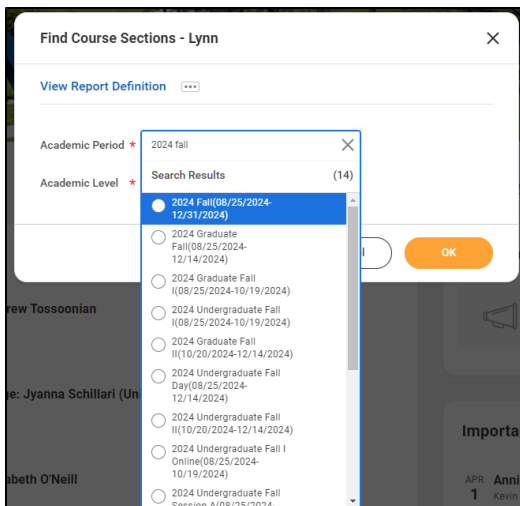 Find Course Sections - Lynn
View Report Definition
Academic Period *
2024 fall
Search Results (14)
Academic Level *
2024 Fall(08/25/2024-
12/31/2024)
2024 Graduate
Fall(08/25/2024-
12/14/2024)
2024 Graduate Fall
I(08/25/2024-10/19/2024)
2024 Undergraduate Fall
I(08/25/2024-10/19/2024)
2024 Graduate Fall
II(10/20/2024-12/14/2024)
2024 Undergraduate Fall
Day(08/25/2024-
12/14/2024)
2024 Undergraduate Fall
II(10/20/2024-12/14/2024)
2024 Undergraduate Fall I
Online(08/25/2024-
10/19/2024)
2024 Undergraduate Fall
Session A(08/25/2024-
l
OK
rew Tossoonian
e: Jyanna Schillari (Un
abeth O'Neill
Importa
APR
1
Anni
Kevin